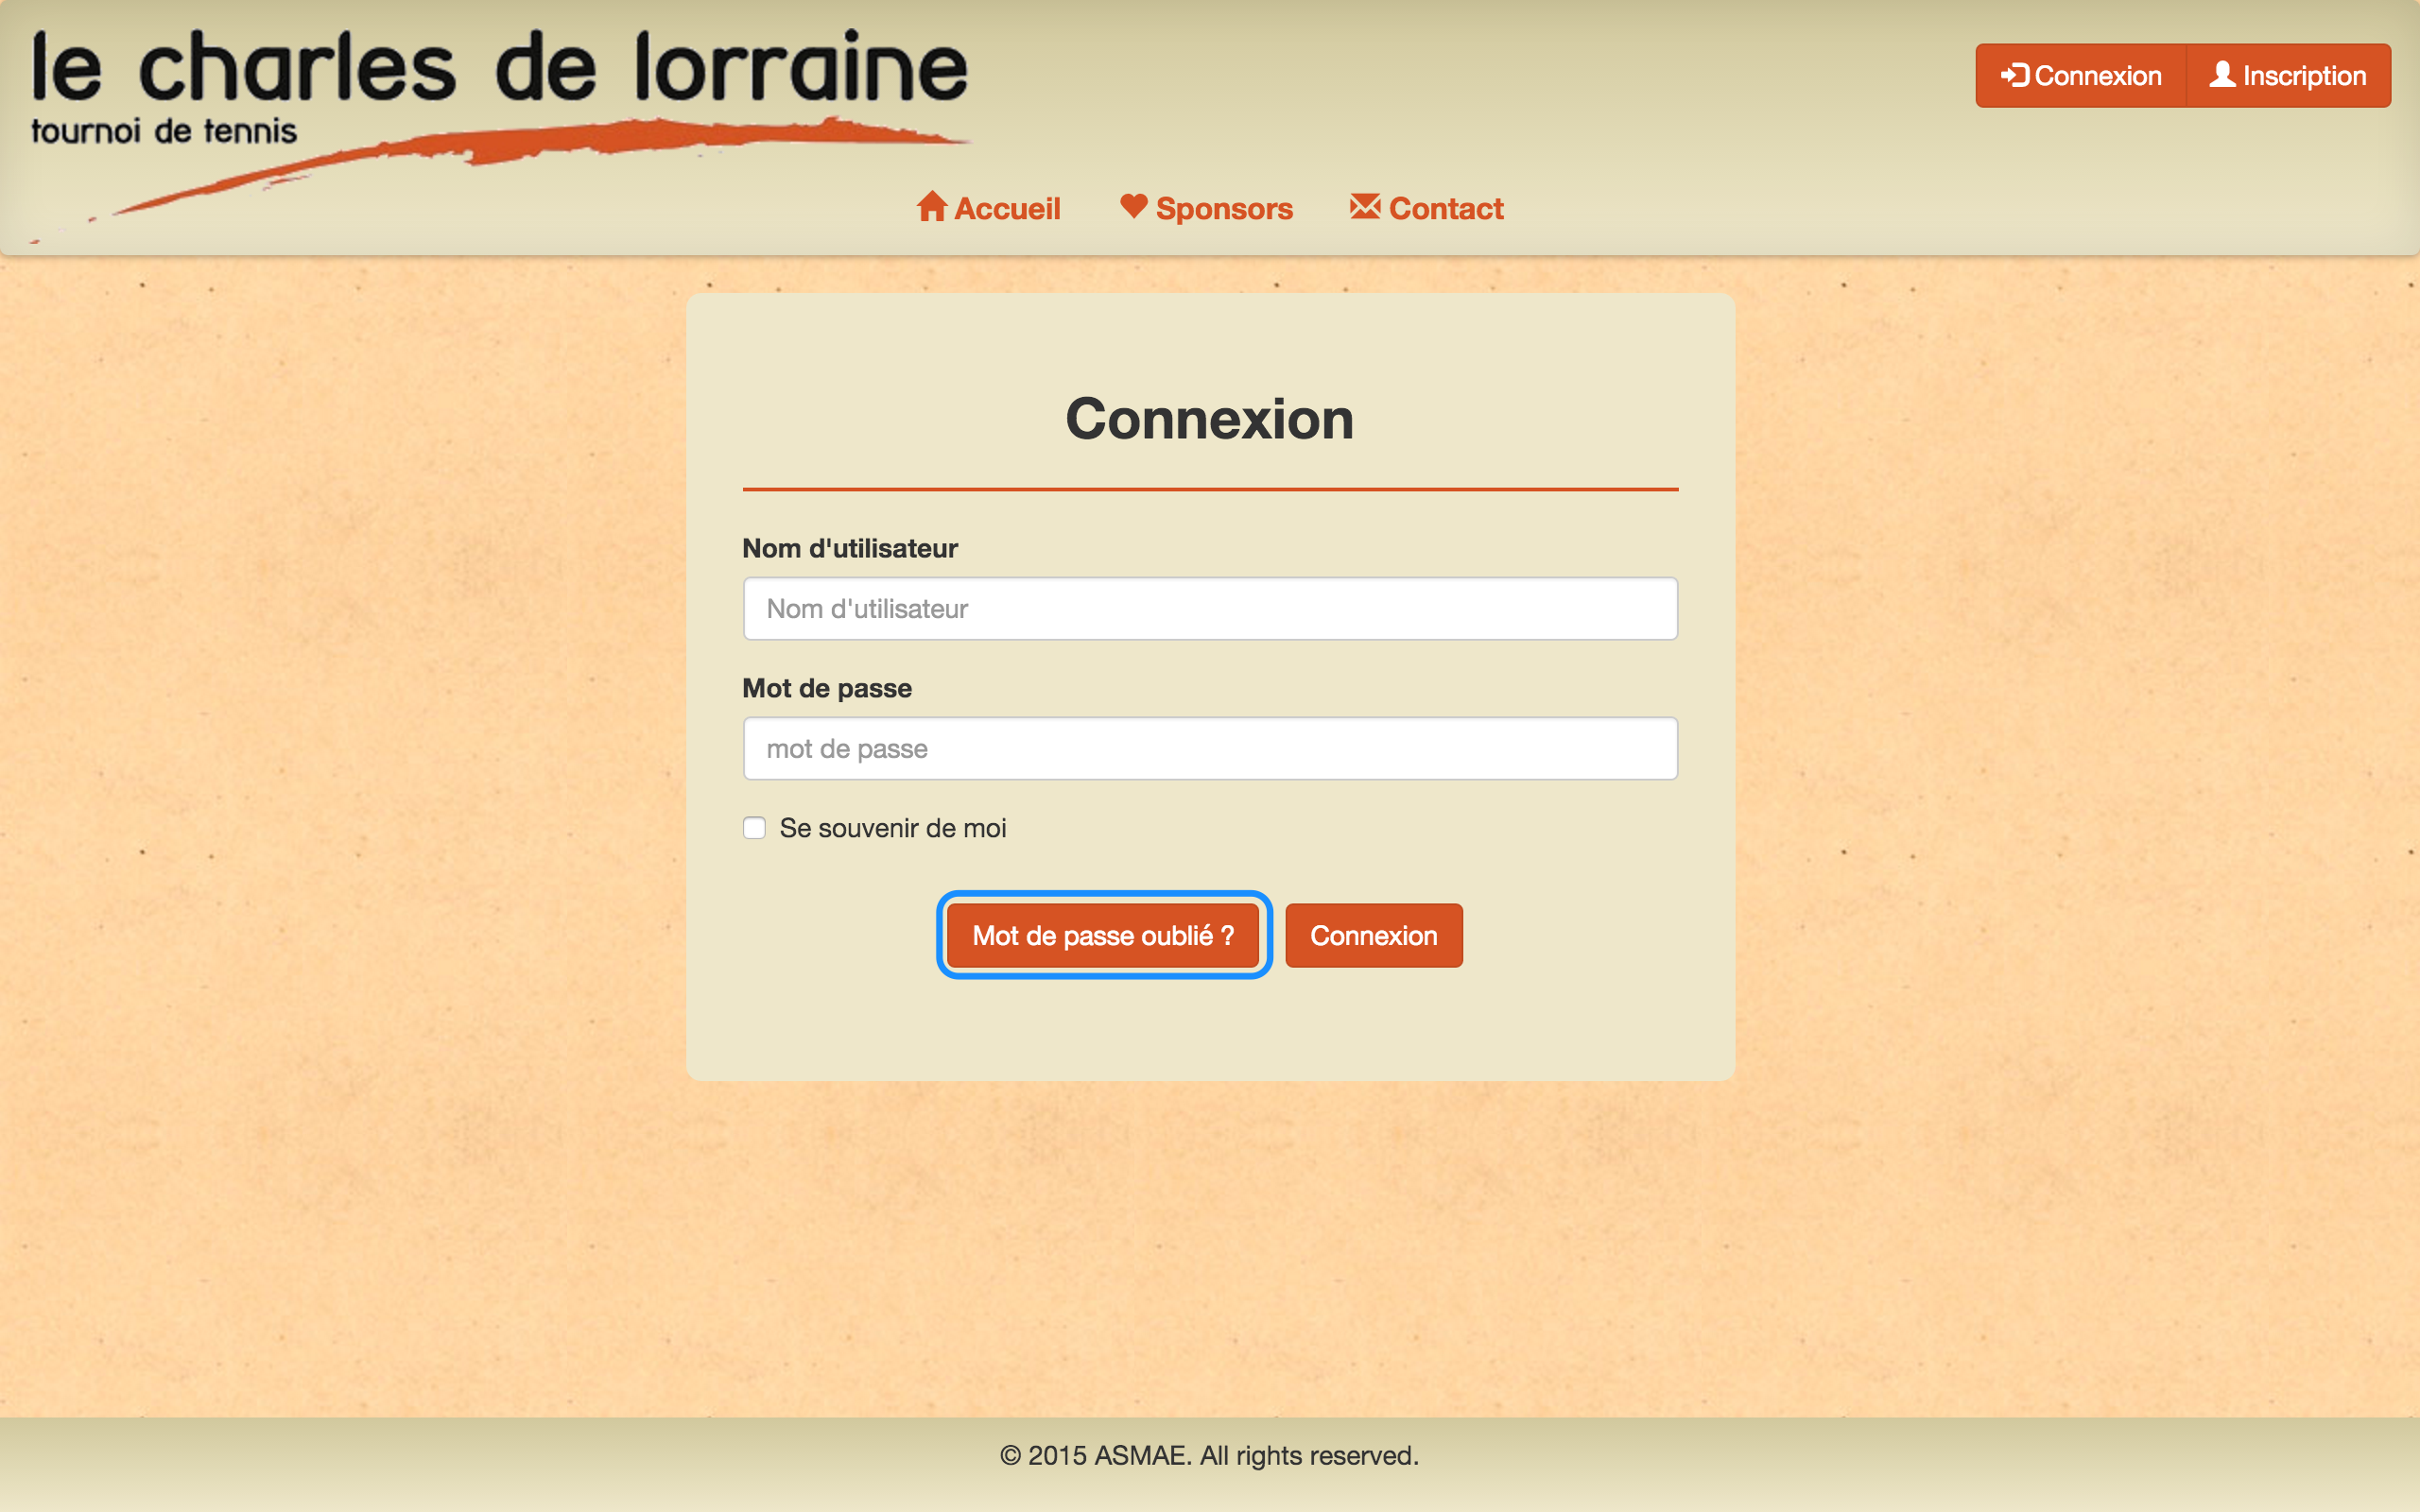 le charles de lorraine
tournoi de tennis
Connexion
Inscription
Accueil
Sponsors
Contact
Connexion
Nom d'utilisateur
Nom d'utilisateur
Mot de passe
mot de passe
Se souvenir de moi
Mot de passe oublié ?
Connexion
© 2015 ASMAE. All rights reserved.